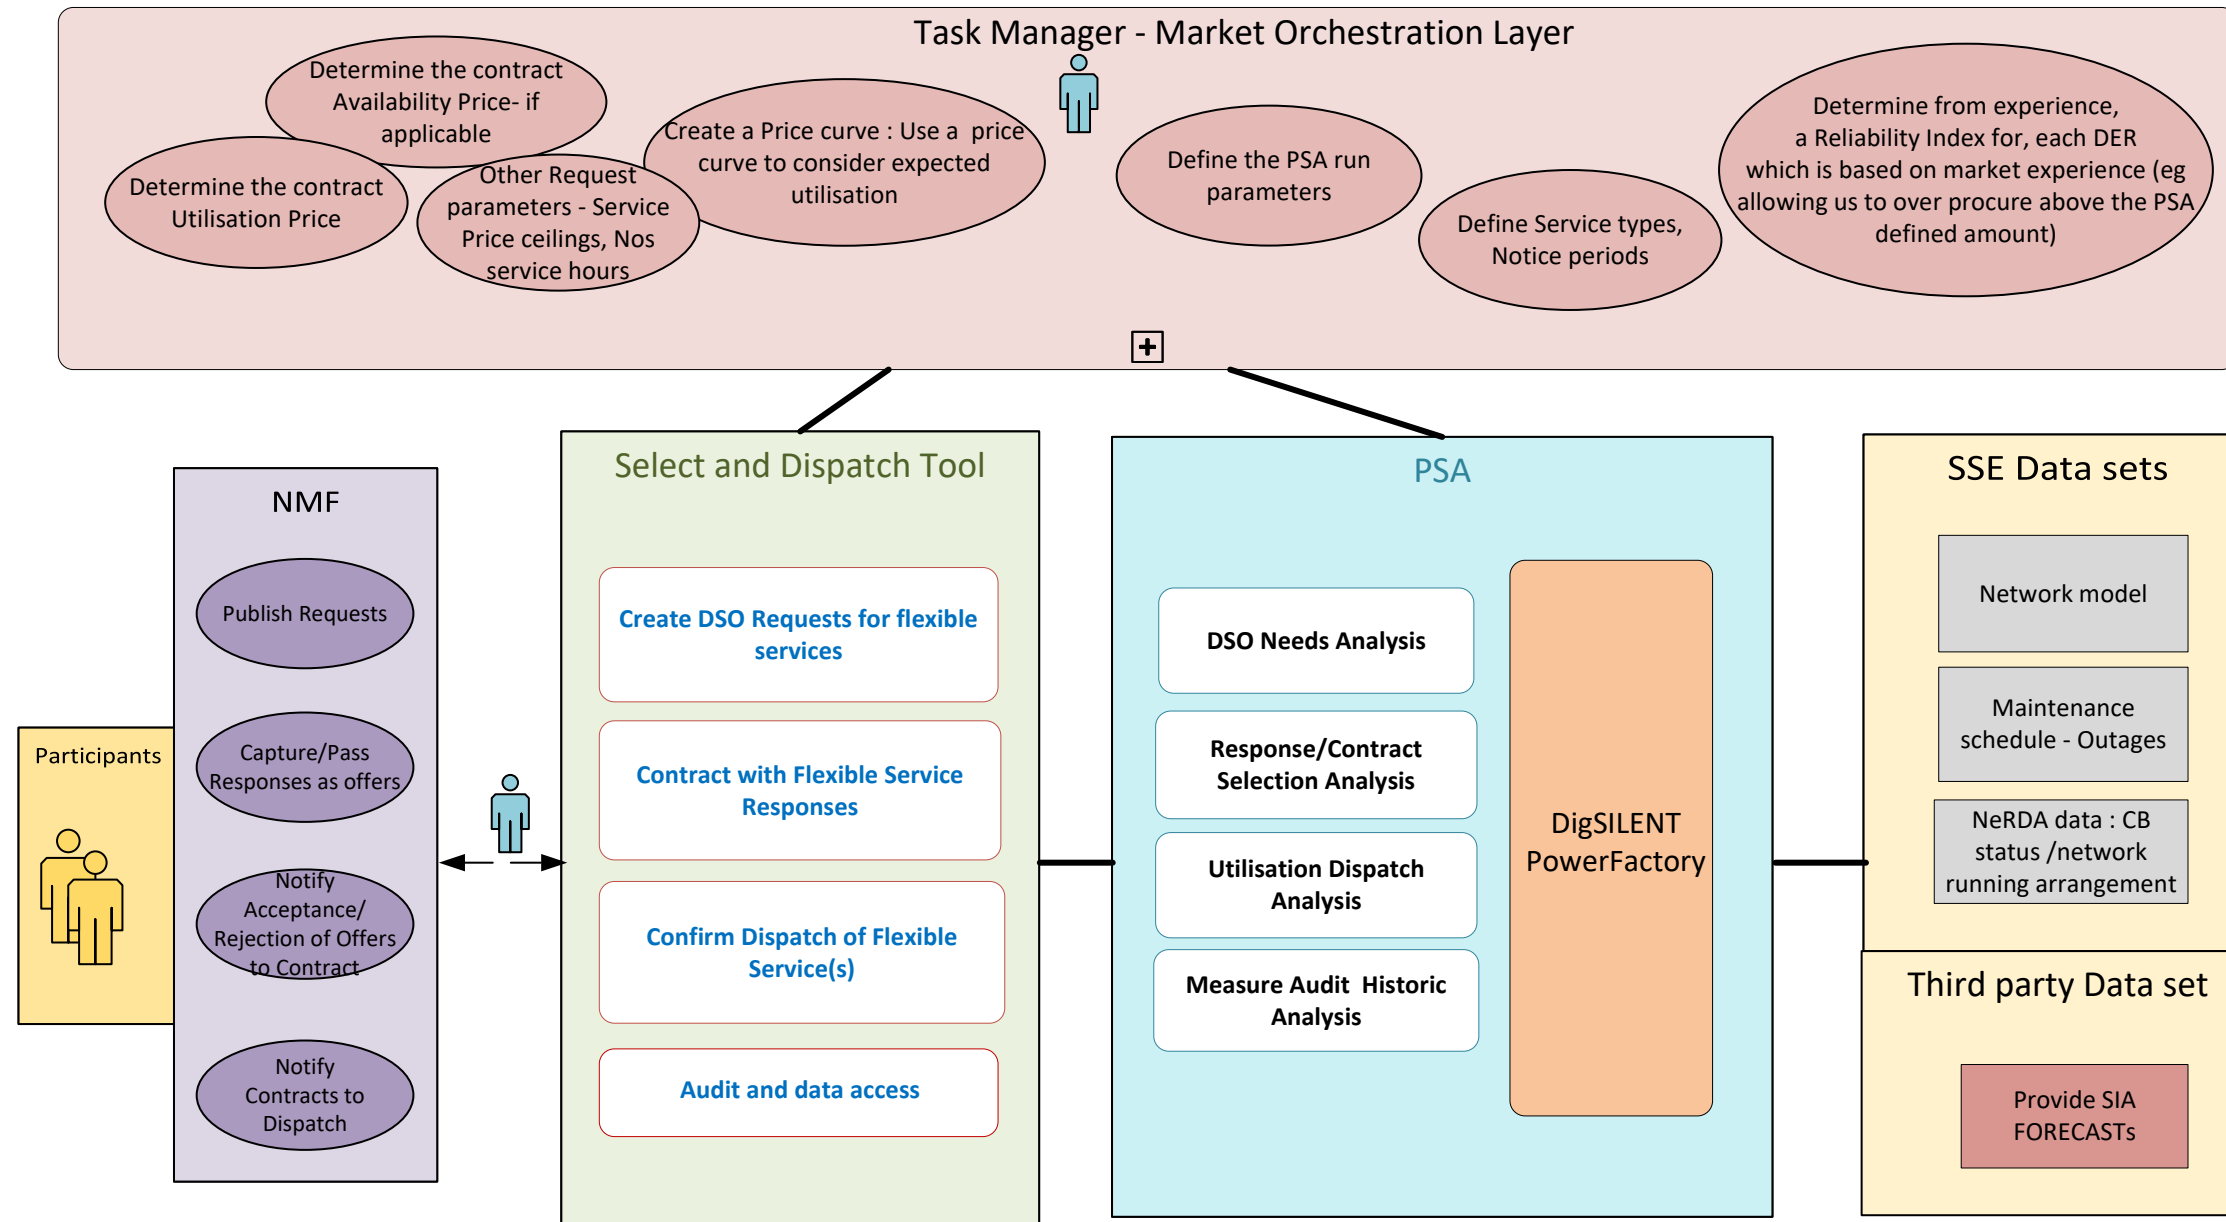 Task Manager - Market Orchestration Layer
Determine the contract
Availability Price- if
applicable
Determine the contract
Utilisation Price
Other Request
parameters - Service
Price ceilings, Nos
service hours
Create a Price curve : Use a price
curve to consider expected
utilisation
Define the PSA run
parameters
Define Service types,
Notice periods
Determine from experience,
a Reliability Index for, each DER
which is based on market experience (eg
allowing us to over procure above the PSA
defined amount)
Participants
NMF
Publish Requests
Capture/Pass
Responses as offers
Notify
Acceptance/
Rejection of Offers
to Contract
Notify
Contracts to
Dispatch
Select and Dispatch Tool
Create DSO Requests for flexible
services
Contract with Flexible Service
Responses
Confirm Dispatch of Flexible
Service(s)
Audit and data access
PSA
DSO Needs Analysis
Response/Contract
Selection Analysis
Utilisation Dispatch
Analysis
Measure Audit Historic
Analysis
DigSILENT
PowerFactory
SSE Data sets
Network model
Maintenance
schedule - Outages
NeRDA data : CB
status /network
running arrangement
Third party Data set
Provide SIA
FORECASTs